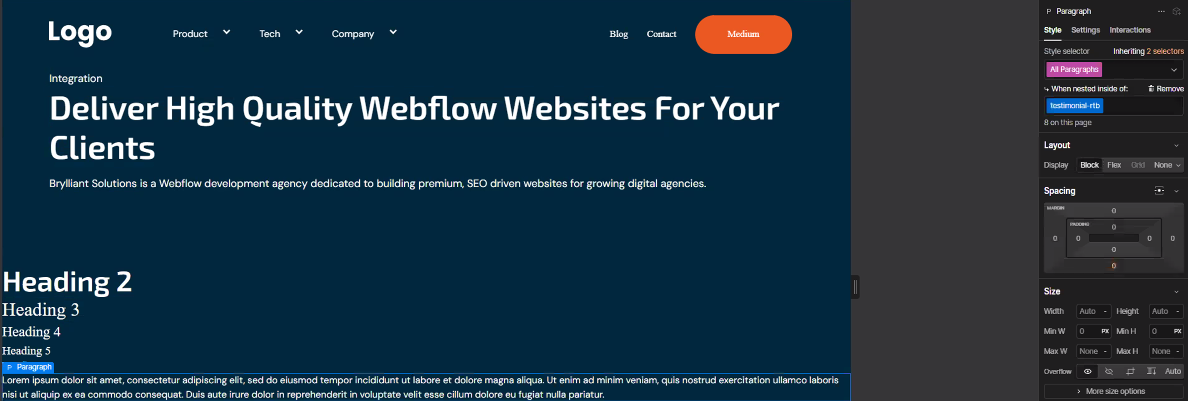 Logo
Product
Tech
Company
Blog
Contact
Medium
Integration
Deliver High Quality Webflow Websites For Your
Clients
Brylliant Solutions is a Webflow development agency dedicated to building premium, SEO driven websites for growing digital agencies.
Heading 2
Heading 3
Heading 4
Heading 5
P Paragraph
Lorem ipsum dolor sit amet, consectetur adipiscing elit, sed do eiusmod tempor incididunt ut labore et dolore magna aliqua. Ut enim ad minim veniam, quis nostrud exercitation ullamco laboris
nisi ut aliquip ex ea commodo consequat. Duis aute irure dolor in reprehenderit in voluptate velit esse cillum dolore eu fugiat nulla pariatur.
P Paragraph
Style Settings Interactions
Style selector Inheriting 2 selectors
All Paragraphs
When nested inside of: Remove
testimonial-rtb
8 on this page
Layout
Display Block Flex Grid None
Spacing
MARGIN 0
PADDING 0
0 0 0 0
0
0
Size
Width Auto - Height Auto -
Min W 0 PX Min H 0 PX
Max W None - Max H None -
Overflow Auto
More size options